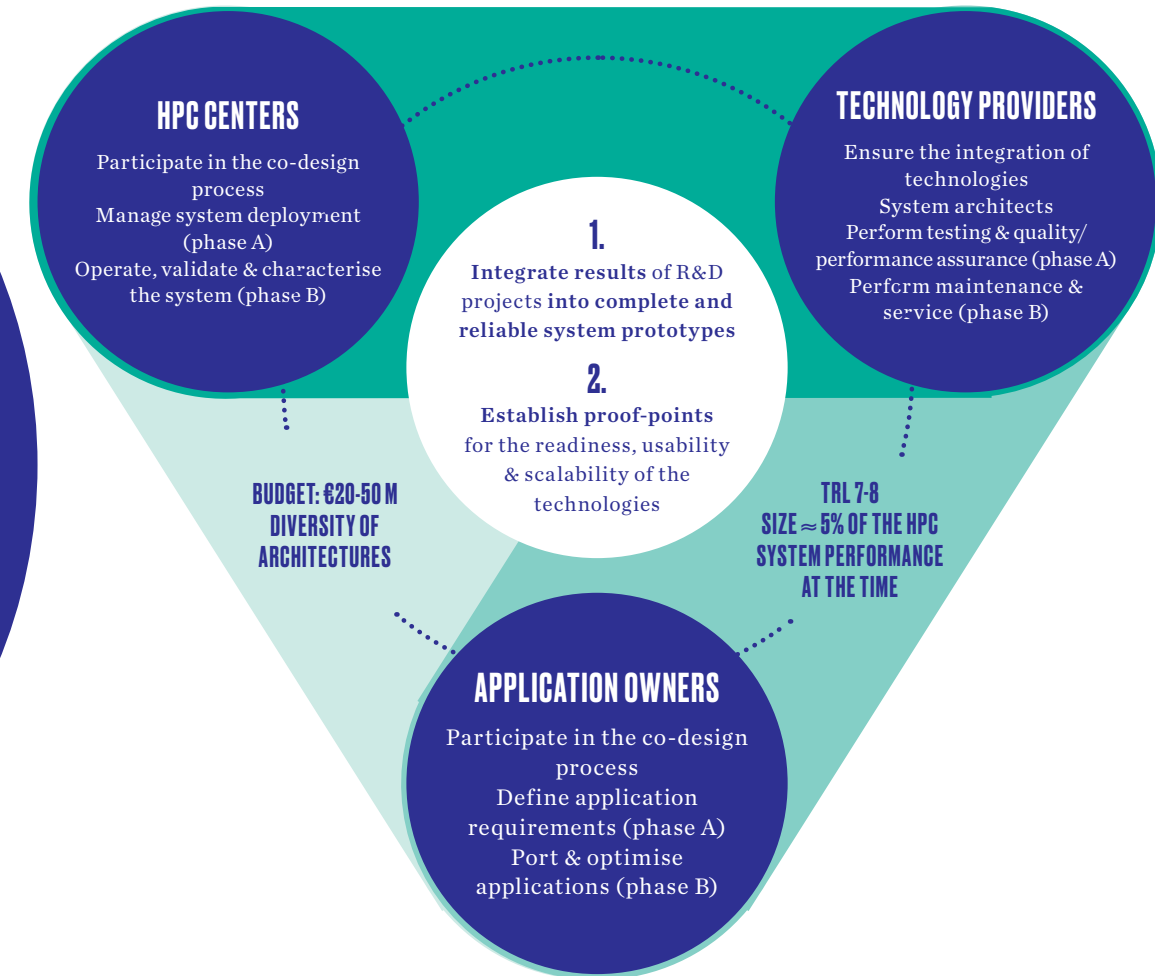 HPC CENTERS
Participate in the co-design
process
Manage system deployment
(phase A)
Operate, validate & characterise
the system (phase B)
TECHNOLOGY PROVIDERS
Ensure the integration of
technologies
System architects
Perform testing & quality/
performance assurance (phase A)
Perform maintenance &
service (phase B)
1.
Integrate results of R&D
projects into complete and
reliable system prototypes
2.
Establish proof-points
for the readiness, usability
& scalability of the
technologies
BUDGET: €20-50 M
DIVERSITY OF
ARCHITECTURES
TRL 7-8
SIZE ≈ 5% OF THE HPC
SYSTEM PERFORMANCE
AT THE TIME
APPLICATION OWNERS
Participate in the co-design
process
Define application
requirements (phase A)
Port & optimise
applications (phase B)